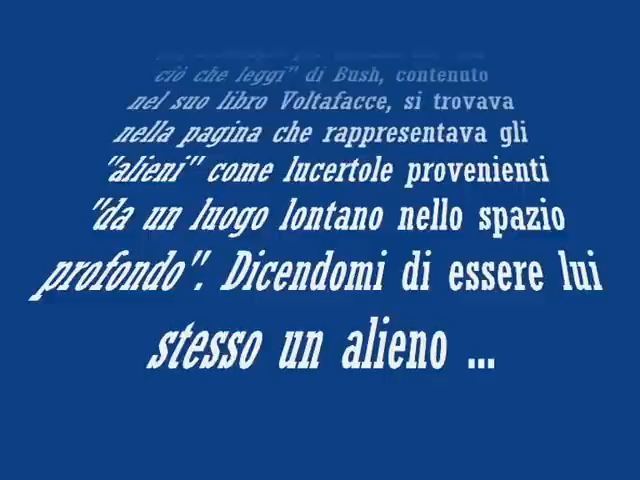 ciò che leggi" di Bush, contenuto
nel suo libro Voltafacce, si trovava
nella pagina che rappresentava gli
"alieni" come lucertole provenienti
"da un luogo lontano nello spazio
profondo". Dicendomi di essere lui
stesso un alieno ...